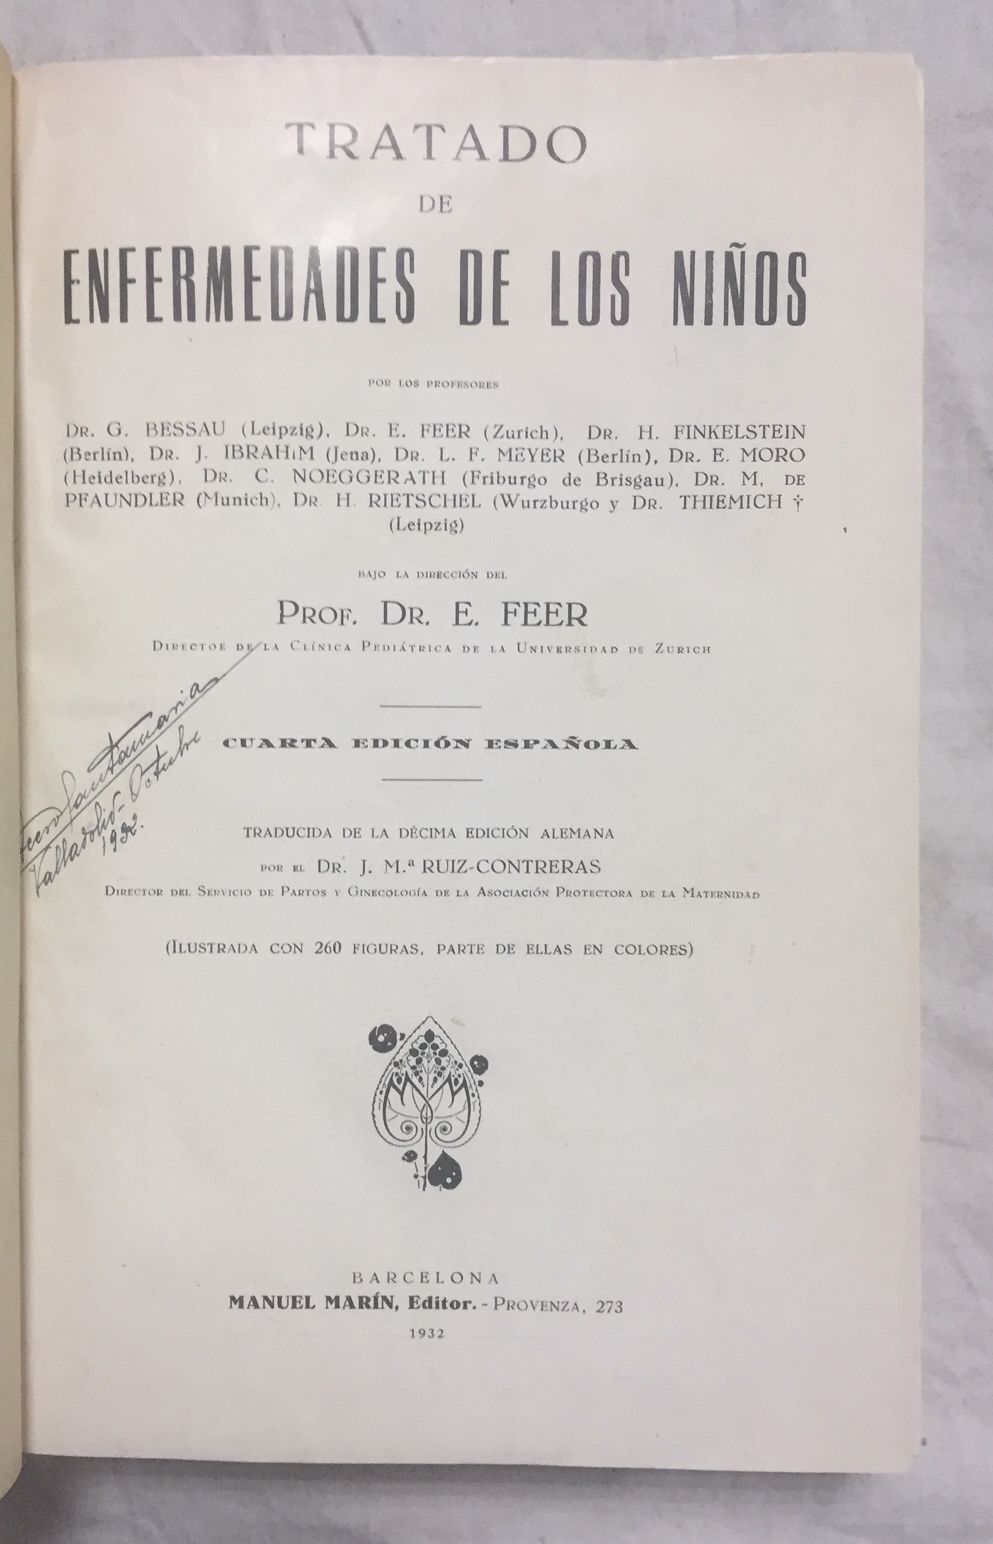 TRATADO
DE
ENFERMEDADES DE LOS NIÑOS
POR LOS PROFESORES
DR. G. BESSAU (Leipzig), DR. E. FEER (Zurich), DR. H. FINKELSTEIN
(Berlín), DR. J. IBRAHIM (Jena), DR. L. F. MEYER (Berlín), DR. E. MORO
(Heidelberg), DR. C. NOEGGERATH (Friburgo de Brisgau), DR. M, DE
PFAUNDLER (Munich), DR. H. RIETSCHEL (Wurzburgo y DR. THIEMICH †
(Leipzig)
BAJO LA DIRECCIÓN DEL
PROF. DR. E. FEER
DIRECTOR DE LA CLÍNICA PEDIÁTRICA DE LA UNIVERSIDAD DE ZURICH
Santamaria
Valladolid - Octubre
1932.
CUARTA EDICIÓN ESPAÑOLA
TRADUCIDA DE LA DÉCIMA EDICIÓN ALEMANA
POR EL DR. J. M.ª RUIZ-CONTRERAS
DIRECTOR DEL SERVICIO DE PARTOS Y GINECOLOGÍA DE LA ASOCIACIÓN PROTECTORA DE LA MATERNIDAD
(ILUSTRADA CON 260 FIGURAS, PARTE DE ELLAS EN COLORES)
BARCELONA
MANUEL MARÍN, Editor. - PROVENZA, 273
1932